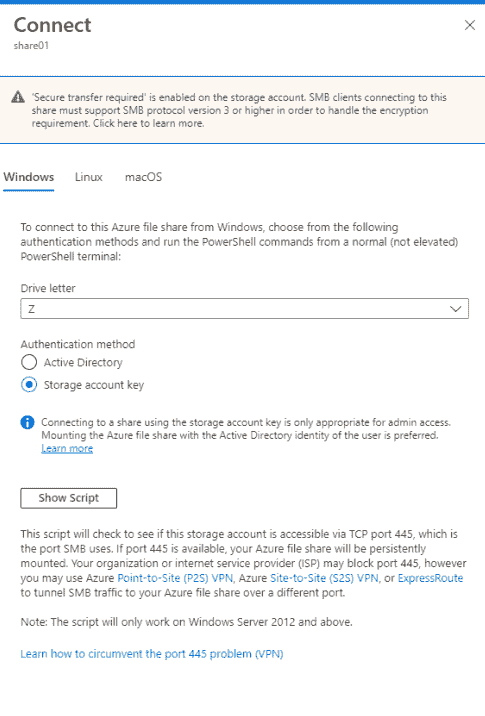 Connect
share01
'Secure transfer required' is enabled on the storage account. SMB clients connecting to this
share must support SMB protocol version 3 or higher in order to handle the encryption
requirement. Click here to learn more.
Windows Linux macOS
To connect to this Azure file share from Windows, choose from the following
authentication methods and run the PowerShell commands from a normal (not elevated)
PowerShell terminal:
Drive letter
Z
Authentication method
Active Directory
Storage account key
Connecting to a share using the storage account key is only appropriate for admin access.
Mounting the Azure file share with the Active Directory identity of the user is preferred.
Learn more
Show Script
This script will check to see if this storage account is accessible via TCP port 445, which is
the port SMB uses. If port 445 is available, your Azure file share will be persistently
mounted. Your organization or internet service provider (ISP) may block port 445, however
you may use Azure Point-to-Site (P2S) VPN, Azure Site-to-Site (S2S) VPN, or ExpressRoute
to tunnel SMB traffic to your Azure file share over a different port.
Note: The script will only work on Windows Server 2012 and above.
Learn how to circumvent the port 445 problem (VPN)